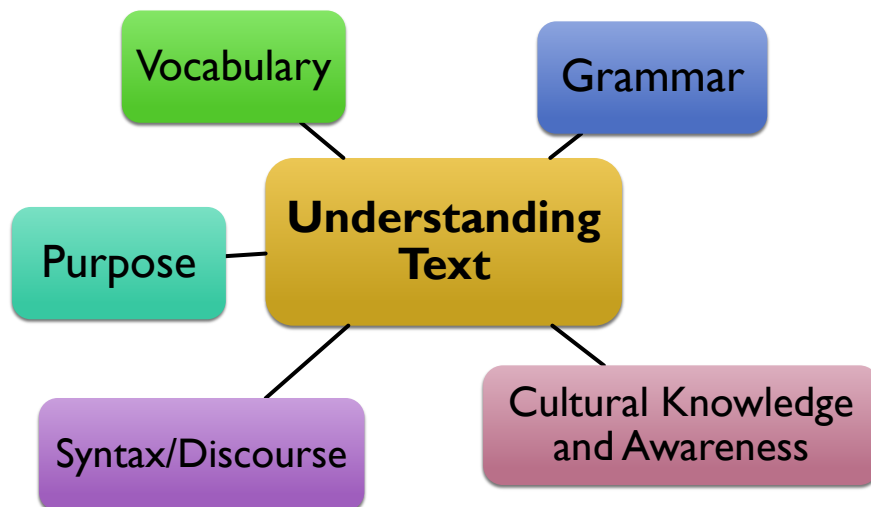 Vocabulary
Grammar
Understanding
Text
Purpose
Cultural Knowledge
and Awareness
Syntax/Discourse